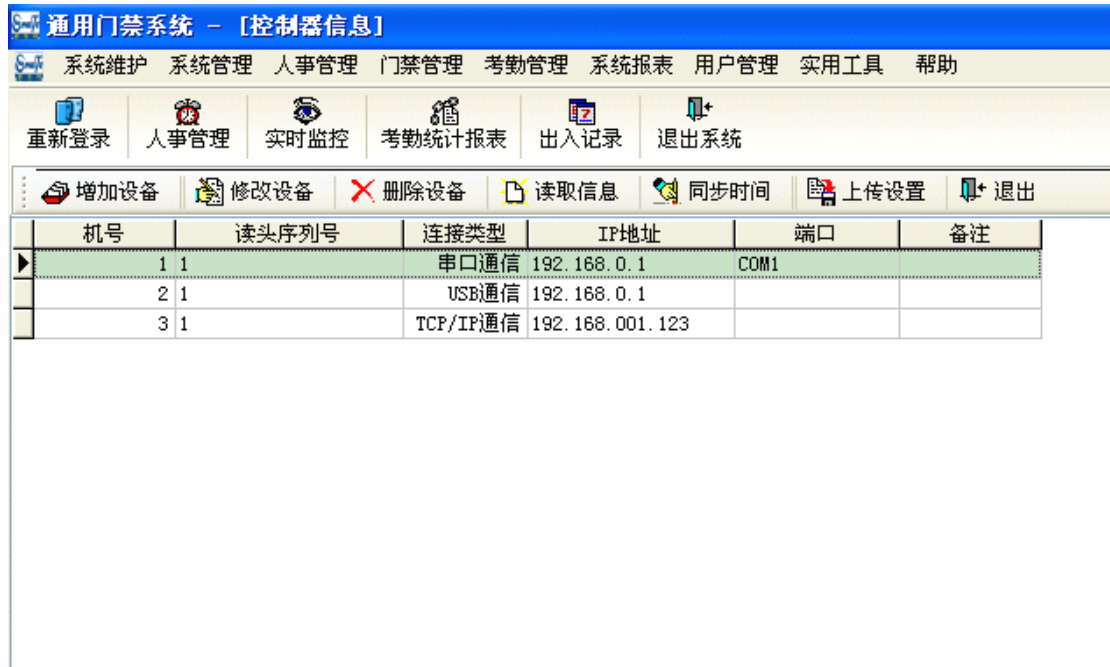 通用门禁系统 - [控制器信息]
系统维护 系统管理 人事管理 门禁管理 考勤管理 系统报表 用户管理 实用工具 帮助
重新登录 人事管理 实时监控 考勤统计报表 出入记录 退出系统
增加设备 修改设备 删除设备 读取信息 同步时间 上传设置 退出
机号 读头序列号 连接类型 IP地址 端口 备注
1 1 串口通信 192.168.0.1 COM1
2 1 USB通信 192.168.0.1
3 1 TCP/IP通信 192.168.001.123